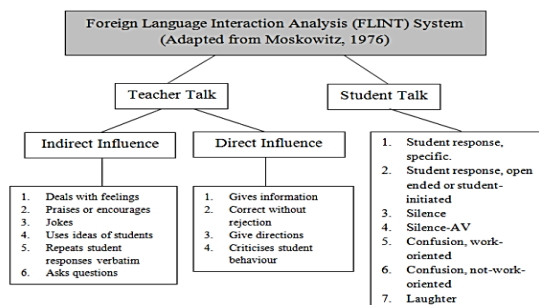 Foreign Language Interaction Analysis (FLINT) System
(Adapted from Moskowitz, 1976)
Teacher Talk
Student Talk
Indirect Influence
Direct Influence
1. Deals with feelings
2. Praises or encourages
3. Jokes
4. Uses ideas of students
5. Repeats student
responses verbatim
6. Asks questions
1. Gives information
2. Correct without
rejection
3. Give directions
4. Criticises student
behaviour
1. Student response,
specific.
2. Student response, open
ended or student-
initiated
3. Silence
4. Silence-AV
5. Confusion, work-
oriented
6. Confusion, not-work-
oriented
7. Laughter